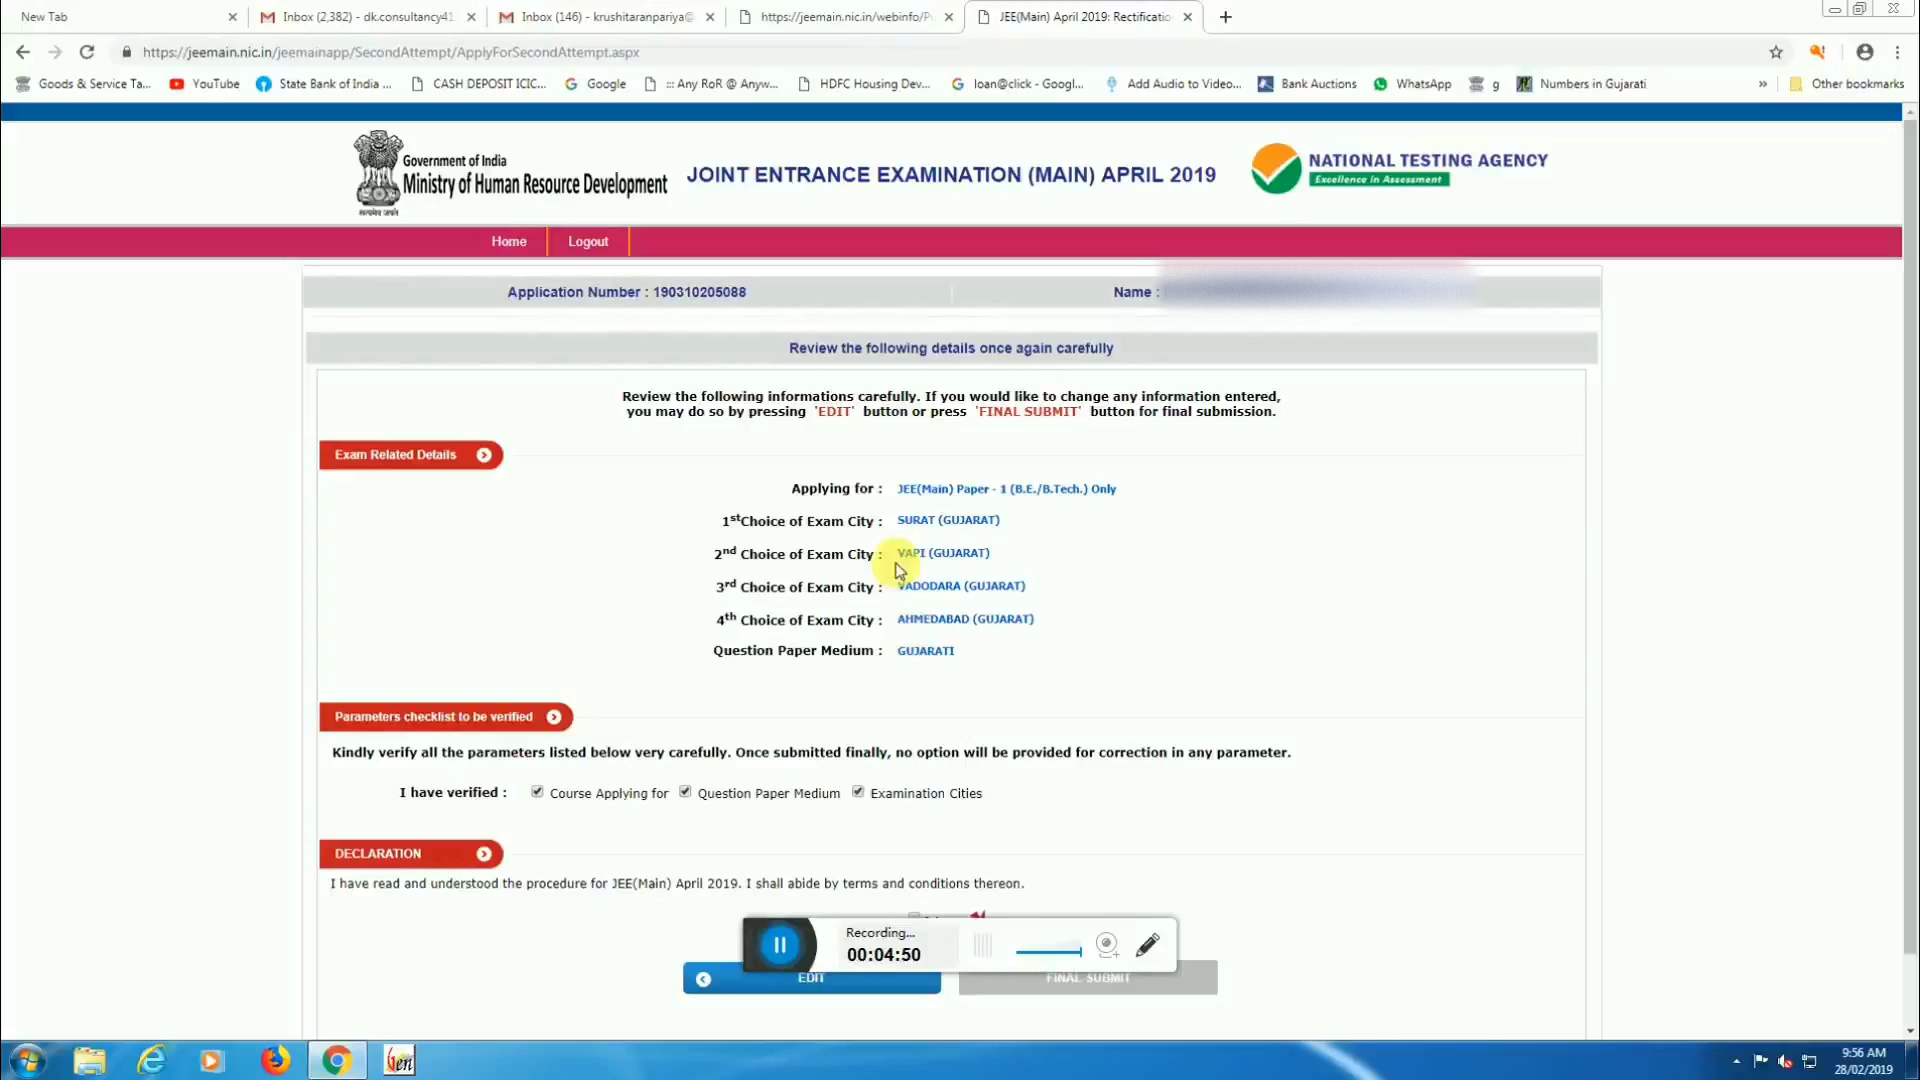 New Tab
Inbox (2,382) - dk.consultancy41
Inbox (146) - krushitaranpariya@
https://jeemain.nic.in/webinfo/P
JEE(Main) April 2019: Rectificatio
https://jeemain.nic.in/jeemainapp/SecondAttempt/ApplyForSecondAttempt.aspx
Goods & Service Ta...
YouTube
State Bank of India ...
CASH DEPOSIT ICIC...
Google
::: Any RoR @ Anyw...
HDFC Housing Dev...
loan@click - Googl...
Add Audio to Video...
Bank Auctions
WhatsApp
g
Numbers in Gujarati
»
Other bookmarks
Government of India
Ministry of Human Resource Development
सत्यमेव जयते
JOINT ENTRANCE EXAMINATION (MAIN) APRIL 2019
NATIONAL TESTING AGENCY
Excellence in Assessment
Home
Logout
Application Number : 190310205088
Name :
Review the following details once again carefully
Review the following informations carefully. If you would like to change any information entered,
you may do so by pressing 'EDIT' button or press 'FINAL SUBMIT' button for final submission.
Exam Related Details
Applying for : JEE(Main) Paper - 1 (B.E./B.Tech.) Only
1st Choice of Exam City : SURAT (GUJARAT)
2nd Choice of Exam City : VAPI (GUJARAT)
3rd Choice of Exam City : VADODARA (GUJARAT)
4th Choice of Exam City : AHMEDABAD (GUJARAT)
Question Paper Medium : GUJARATI
Parameters checklist to be verified
Kindly verify all the parameters listed below very carefully. Once submitted finally, no option will be provided for correction in any parameter.
I have verified : Course Applying for Question Paper Medium Examination Cities
DECLARATION
I have read and understood the procedure for JEE(Main) April 2019. I shall abide by terms and conditions thereon.
Recording...
00:04:50
EDIT
FINAL SUBMIT
Gen
9:56 AM
28/02/2019